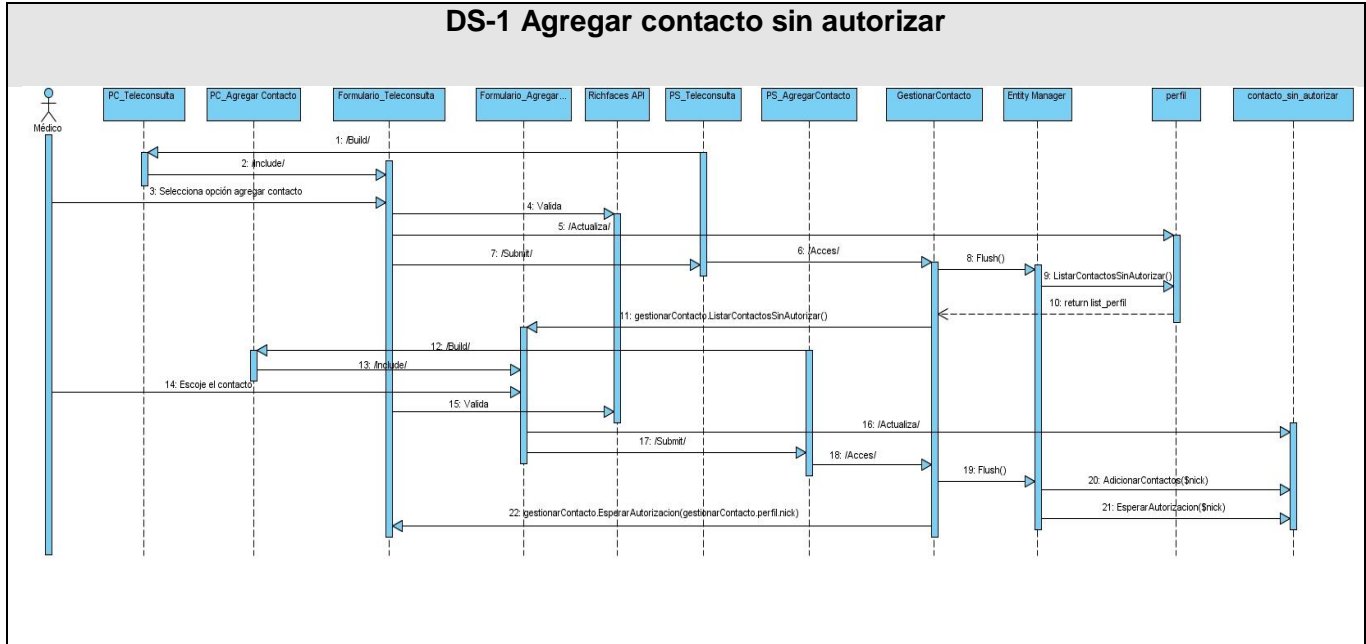 DS-1 Agregar contacto sin autorizar
Médico
PC_Teleconsulta
PC_Agregar Contacto
Formulario_Teleconsulta
Formulario_Agregar...
Richfaces API
PS_Teleconsulta
PS_AgregarContacto
GestionarContacto
Entity Manager
perfil
contacto_sin_autorizar
1: /Build/
2: /Include/
3: Selecciona opción agregar contacto
4: Valida
5: /Actualiza/
6: /Acces/
7: /Submit/
8: Flush()
9: ListarContactosSinAutorizar()
10: return list_perfil
11: gestionarContacto.ListarContactosSinAutorizar()
12: /Build/
13: /Include/
14: Escoje el contacto
15: Valida
16: /Actualiza/
17: /Submit/
18: /Acces/
19: Flush()
20: AdicionarContactos($nick)
21: EsperarAutorizacion($nick)
22: gestionarContacto.EsperarAutorizacion(gestionarContacto.perfil.nick)